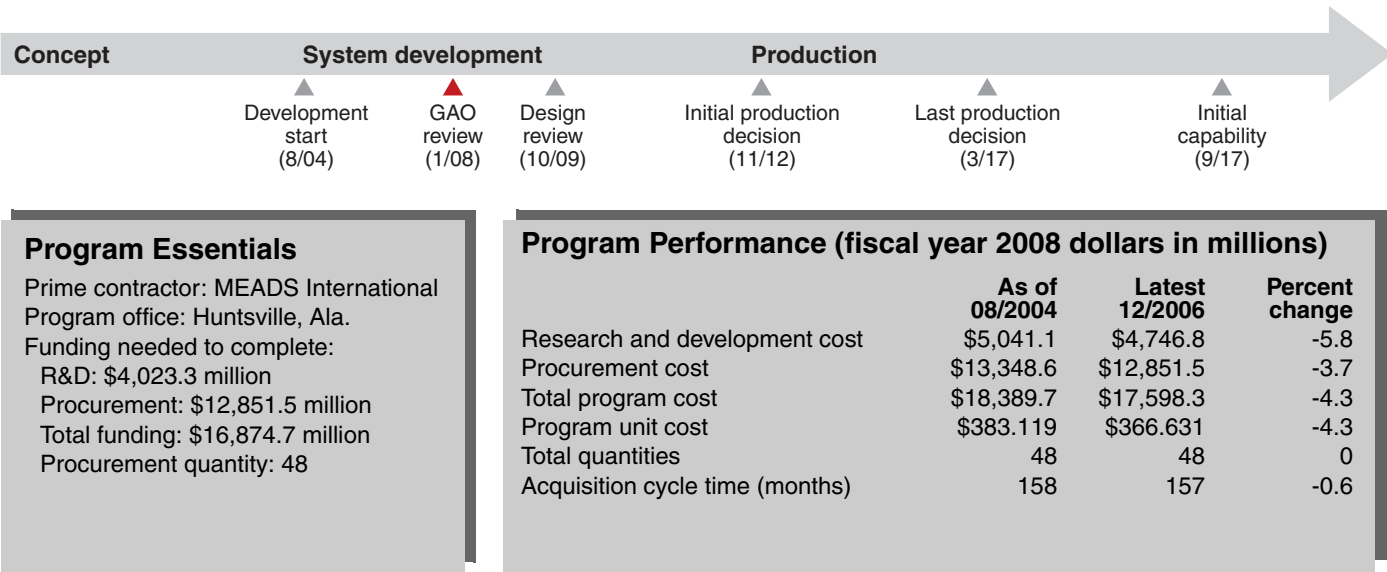 Concept System development Production
Development start (8/04)
GAO review (1/08)
Design review (10/09)
Initial production decision (11/12)
Last production decision (3/17)
Initial capability (9/17)
Program Essentials
Prime contractor: MEADS International
Program office: Huntsville, Ala.
Funding needed to complete:
R&D: $4,023.3 million
Procurement: $12,851.5 million
Total funding: $16,874.7 million
Procurement quantity: 48
Program Performance (fiscal year 2008 dollars in millions)
As of 08/2004 Latest 12/2006 Percent change
Research and development cost $5,041.1 $4,746.8 -5.8
Procurement cost $13,348.6 $12,851.5 -3.7
Total program cost $18,389.7 $17,598.3 -4.3
Program unit cost $383.119 $366.631 -4.3
Total quantities 48 48 0
Acquisition cycle time (months) 158 157 -0.6